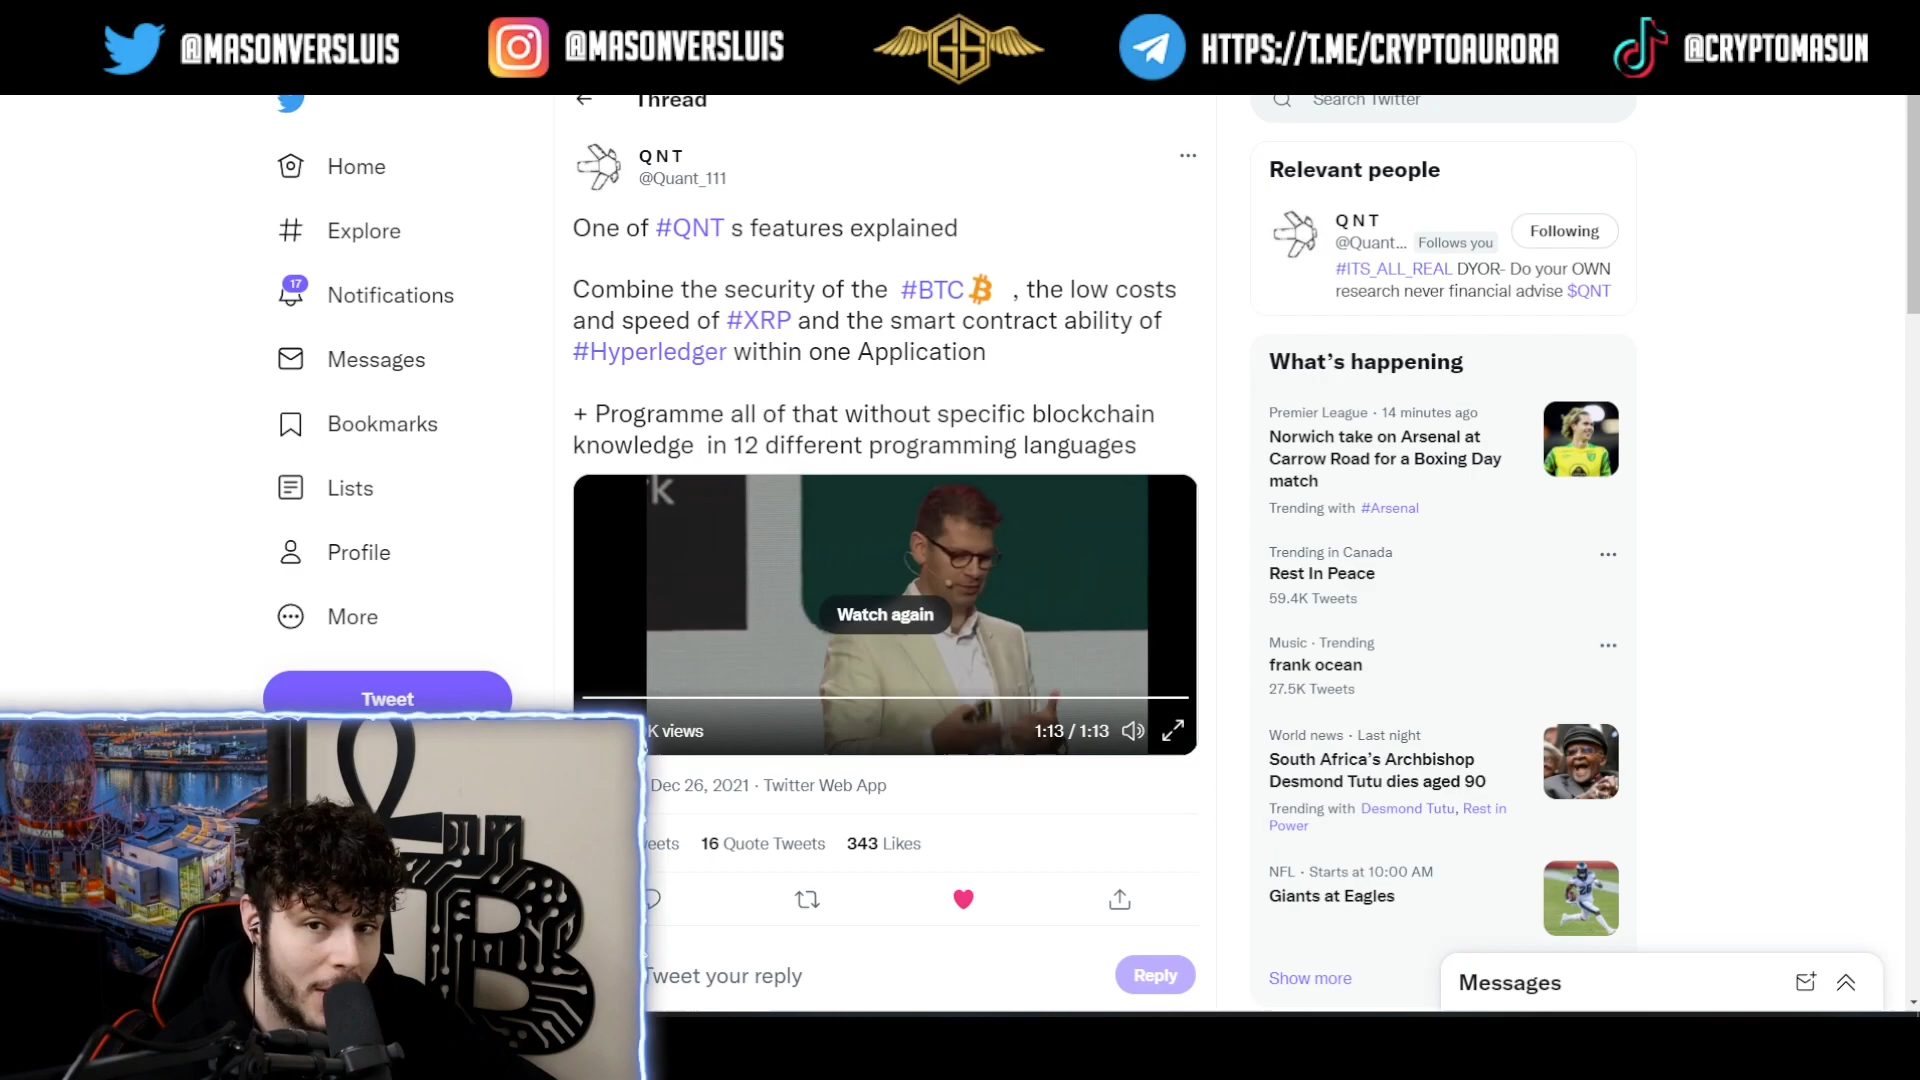 @MASONVERSLUIS
@MASONVERSLUIS
GS
HTTPS://T.ME/CRYPTOAURORA
@CRYPTOMASUN
Thread
Search Twitter
Home
Explore
17
Notifications
Messages
Bookmarks
Lists
Profile
More
Tweet
Q N T
@Quant_111
One of #QNT s features explained
Combine the security of the #BTC , the low costs
and speed of #XRP and the smart contract ability of
#Hyperledger within one Application
+ Programme all of that without specific blockchain
knowledge in 12 different programming languages
Watch again
K views
1:13 / 1:13
Dec 26, 2021 · Twitter Web App
16 Quote Tweets
343 Likes
Tweet your reply
Reply
Relevant people
Q N T
@Quant... Follows you
Following
#ITS_ALL_REAL DYOR- Do your OWN
research never financial advise $QNT
What's happening
Premier League · 14 minutes ago
Norwich take on Arsenal at
Carrow Road for a Boxing Day
match
Trending with #Arsenal
Trending in Canada
Rest In Peace
59.4K Tweets
Music · Trending
frank ocean
27.5K Tweets
World news · Last night
South Africa's Archbishop
Desmond Tutu dies aged 90
Trending with Desmond Tutu, Rest in
Power
NFL · Starts at 10:00 AM
Giants at Eagles
Show more
Messages